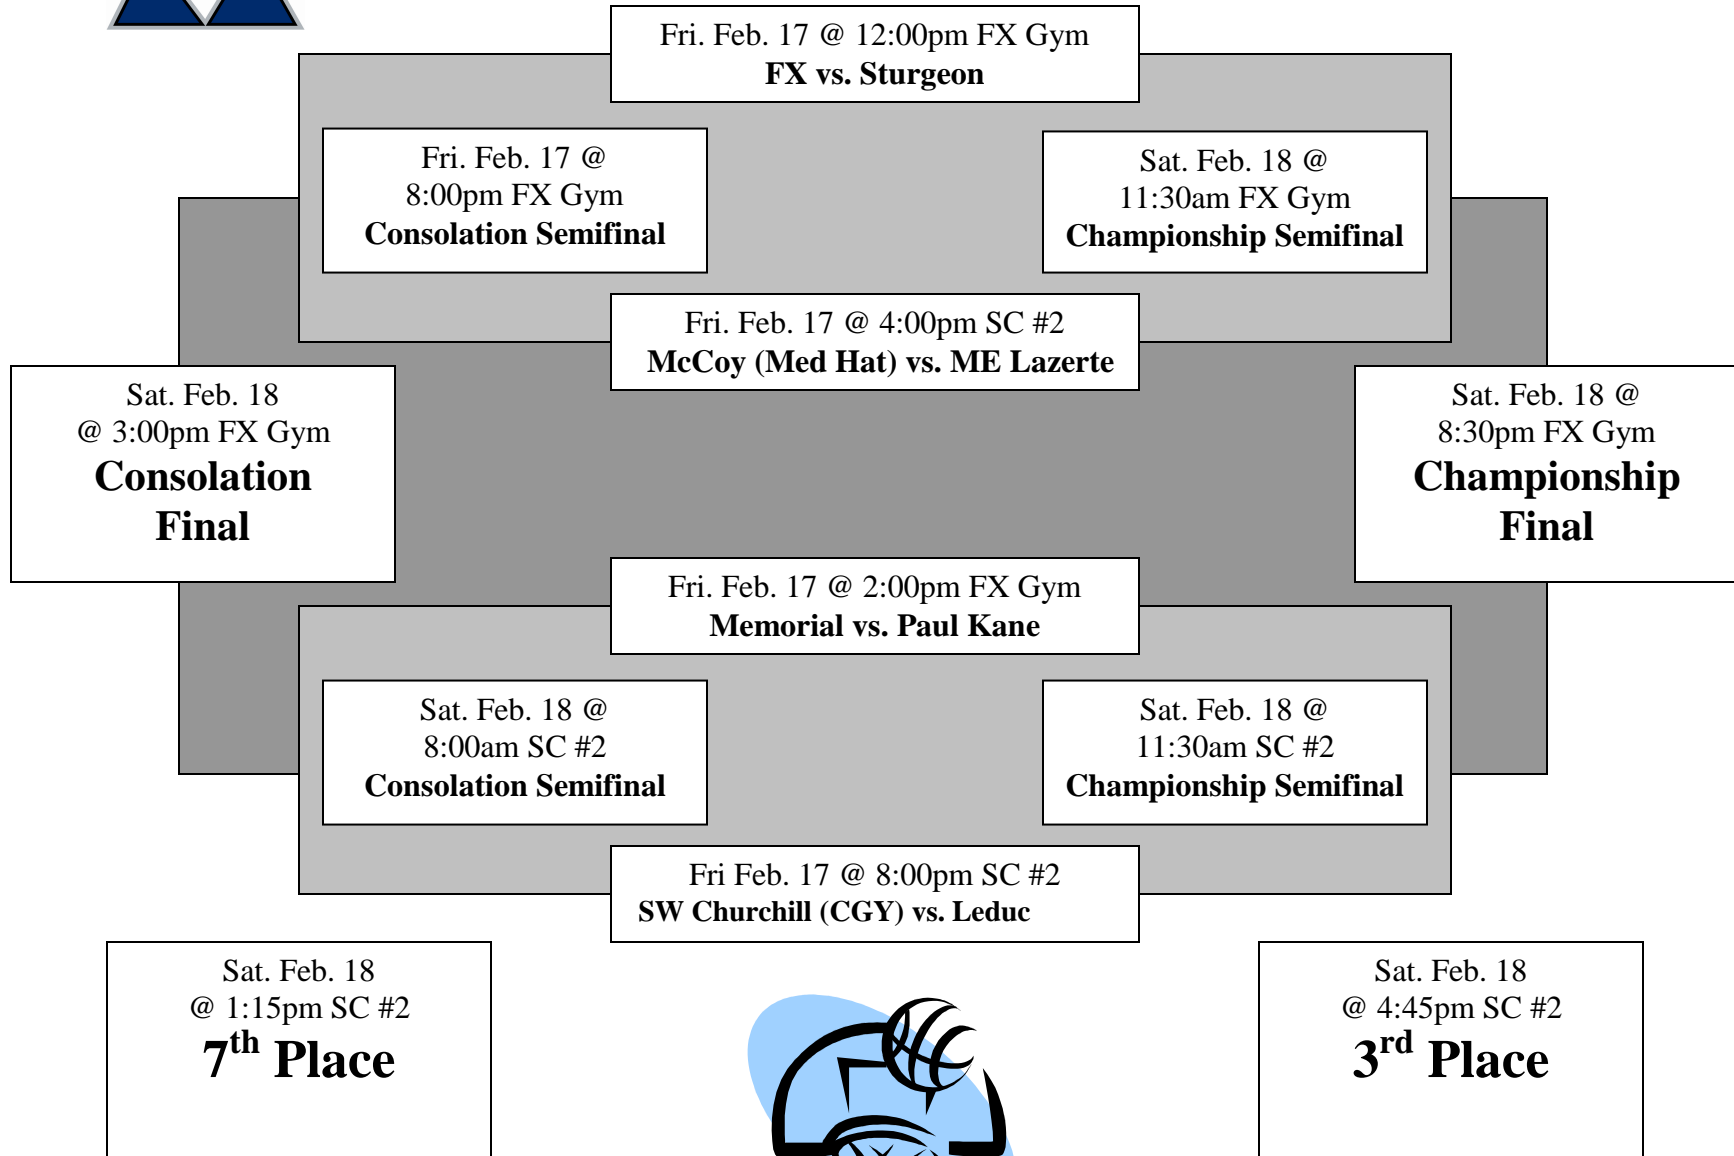 Fri. Feb. 17 @ 12:00pm FX Gym
FX vs. Sturgeon
Fri. Feb. 17 @
8:00pm FX Gym
Consolation Semifinal
Sat. Feb. 18 @
11:30am FX Gym
Championship Semifinal
Fri. Feb. 17 @ 4:00pm SC #2
McCoy (Med Hat) vs. ME Lazerte
Sat. Feb. 18
@ 3:00pm FX Gym
Consolation
Final
Sat. Feb. 18 @
8:30pm FX Gym
Championship
Final
Fri. Feb. 17 @ 2:00pm FX Gym
Memorial vs. Paul Kane
Sat. Feb. 18 @
8:00am SC #2
Consolation Semifinal
Sat. Feb. 18 @
11:30am SC #2
Championship Semifinal
Fri Feb. 17 @ 8:00pm SC #2
SW Churchill (CGY) vs. Leduc
Sat. Feb. 18
@ 1:15pm SC #2
7th Place
Sat. Feb. 18
@ 4:45pm SC #2
3rd Place